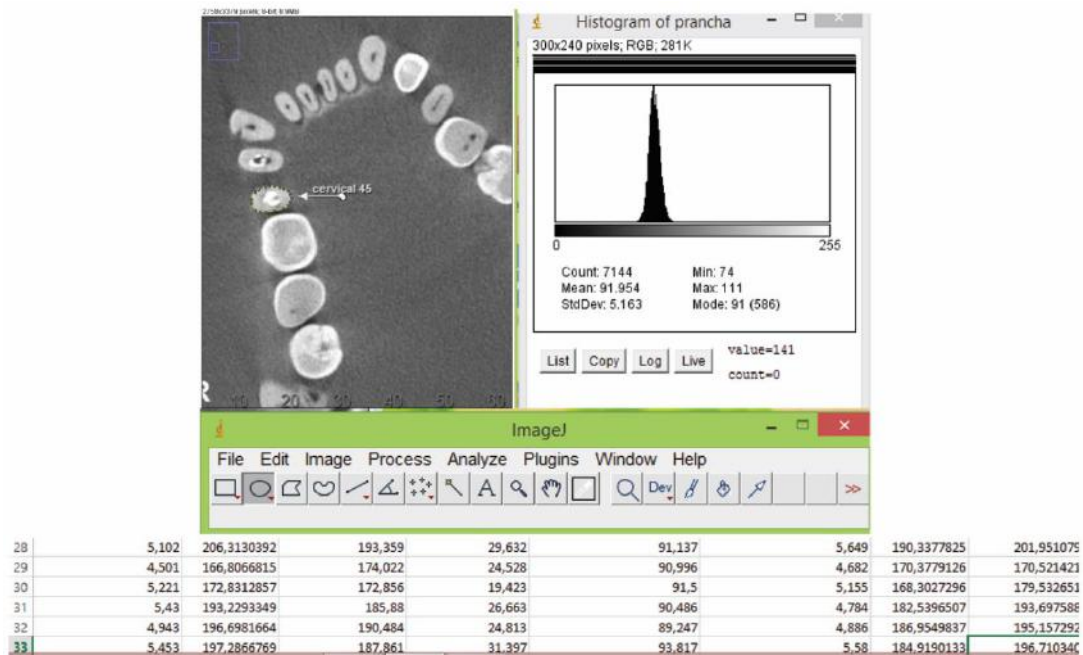 Histogram of prancha
300x240 pixels; RGB; 281K
cervical 45
0 255
Count: 7144 Min: 74
Mean: 91.954 Max: 111
StdDev: 5.163 Mode: 91 (586)
List Copy Log Live value=141
count=0
R 10 20 30 40 50 60
ImageJ
File Edit Image Process Analyze Plugins Window Help
A Dev >>
28 5,102 206,3130392 193,359 29,632 91,137 5,649 190,3377825 201,951079
29 4,501 166,8066815 174,022 24,528 90,996 4,682 170,3779126 170,521421
30 5,221 172,8312857 172,856 19,423 91,5 5,155 168,3027296 179,532651
31 5,43 193,2293349 185,88 26,663 90,486 4,784 182,5396507 193,697588
32 4,943 196,6981664 190,484 24,813 89,247 4,886 186,9549837 195,157292
33 5,453 197,2866769 187,861 31,397 93,817 5,58 184,9190133 196,710340